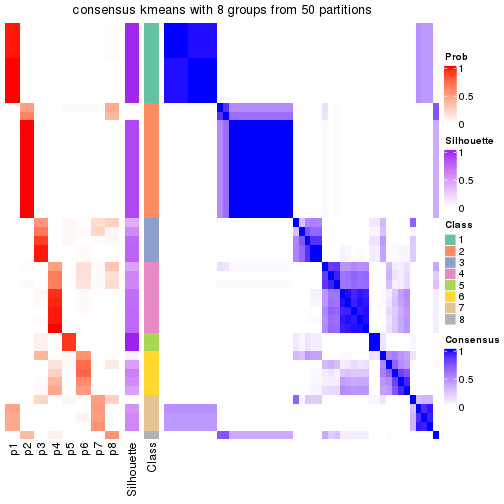 consensus kmeans with 8 groups from 50 partitions
Prob
1
0.5
0
Silhouette
1
0.5
0
Class
1
2
3
4
5
6
7
8
Consensus
1
0.5
0
p1
p2
p3
p4
p5
p6
p7
p8
Silhouette
Class